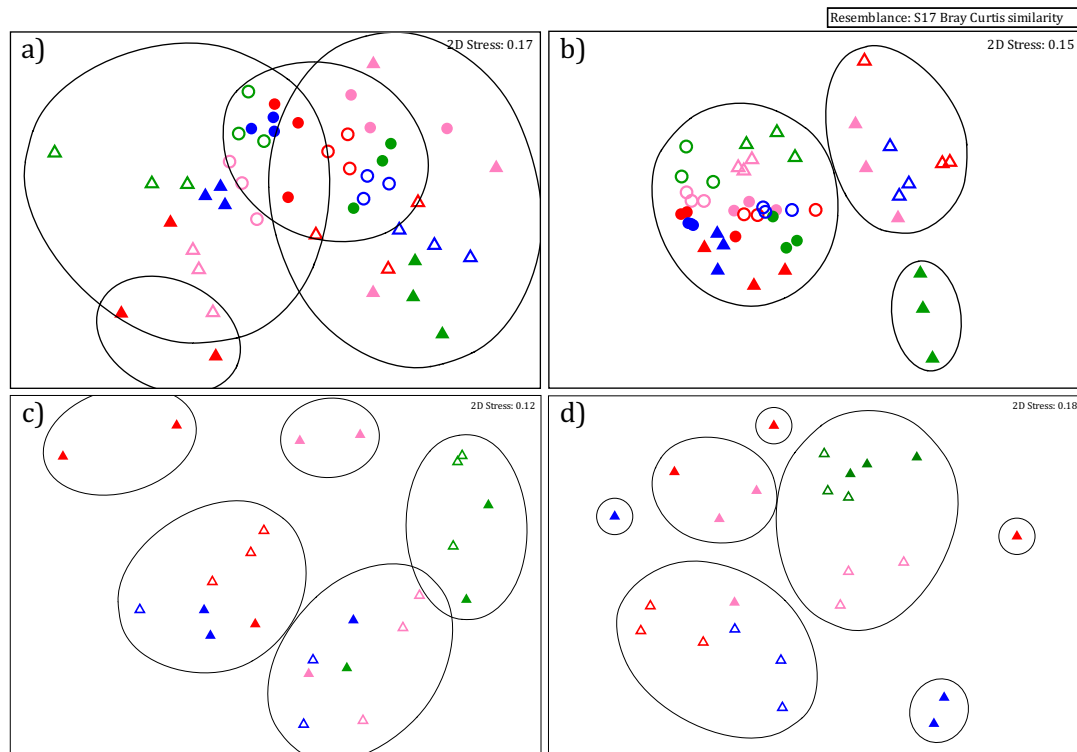 Resemblance: S17 Bray Curtis similarity
a)
2D Stress: 0.17
b)
2D Stress: 0.15
c)
2D Stress: 0.12
d)
2D Stress: 0.18